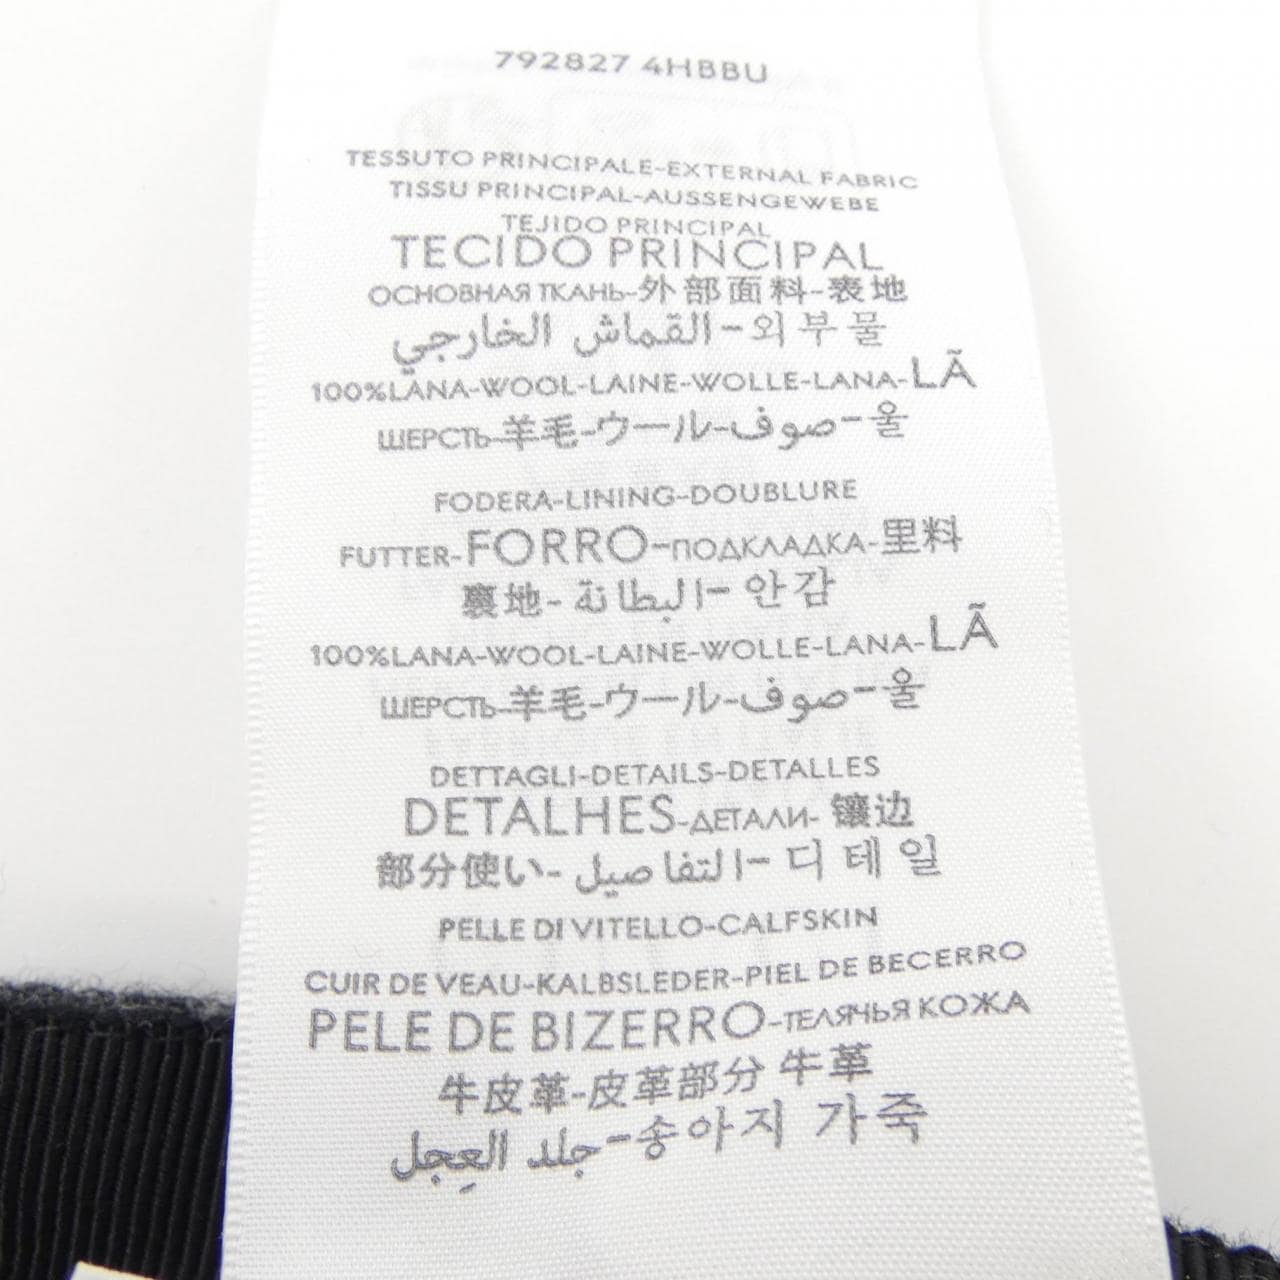 792827 4HBBU
TESSUTO PRINCIPALE-EXTERNAL FABRIC
TISSU PRINCIPAL-AUSSENGEWEBE
TEJIDO PRINCIPAL
TECIDO PRINCIPAL
ОСНОВНАЯ ТКАНЬ-外部面料-表地
القماش الخارجي-외부물
100%LANA-WOOL-LAINE-WOLLE-LANA-LÃ
ШЕРСТЬ-羊毛-ウール-صوف-울
FODERA-LINING-DOUBLURE
FUTTER-FORRO-ПОДКЛАДКА-里料
裏地-البطانة-안감
100%LANA-WOOL-LAINE-WOLLE-LANA-LÃ
ШЕРСТЬ-羊毛-ウール-صوف-울
DETTAGLI-DETAILS-DETALLES
DETALHES-ДЕТАЛИ-镶边
部分使い-التفاصيل-디테일
PELLE DI VITELLO-CALFSKIN
CUIR DE VEAU-KALBSLEDER-PIEL DE BECERRO
PELE DE BIZERRO-ТЕЛЯЧЬЯ КОЖА
牛皮革-皮革部分 牛革
جلد العِجل-송아지 가죽